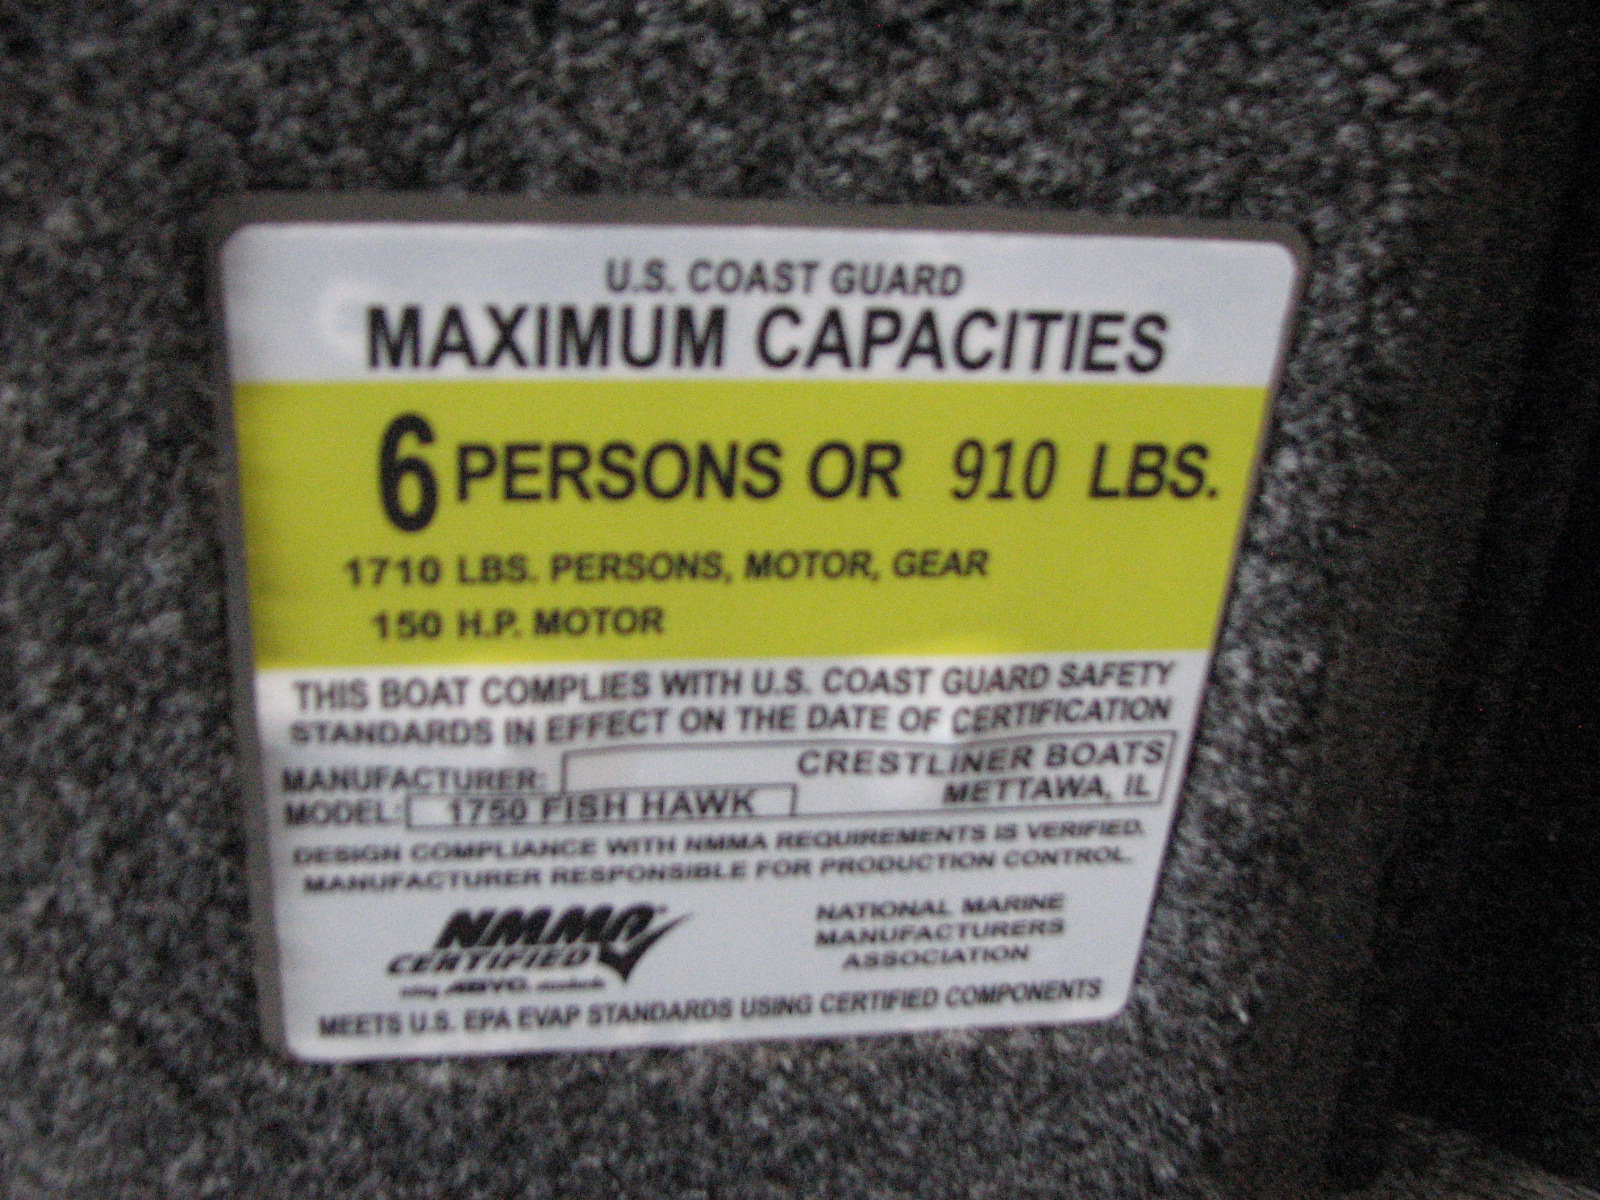 U.S. COAST GUARD
MAXIMUM CAPACITIES
6 PERSONS OR 910 LBS.
1710 LBS. PERSONS, MOTOR, GEAR
150 H.P. MOTOR
THIS BOAT COMPLIES WITH U.S. COAST GUARD SAFETY
STANDARDS IN EFFECT ON THE DATE OF CERTIFICATION
MANUFACTURER: CRESTLINER BOATS
METTAWA, IL
MODEL: 1750 FISH HAWK
DESIGN COMPLIANCE WITH NMMA REQUIREMENTS IS VERIFIED.
MANUFACTURER RESPONSIBLE FOR PRODUCTION CONTROL.
NMMA
CERTIFIED
ABYC
NATIONAL MARINE
MANUFACTURERS
ASSOCIATION
MEETS U.S. EPA EVAP STANDARDS USING CERTIFIED COMPONENTS